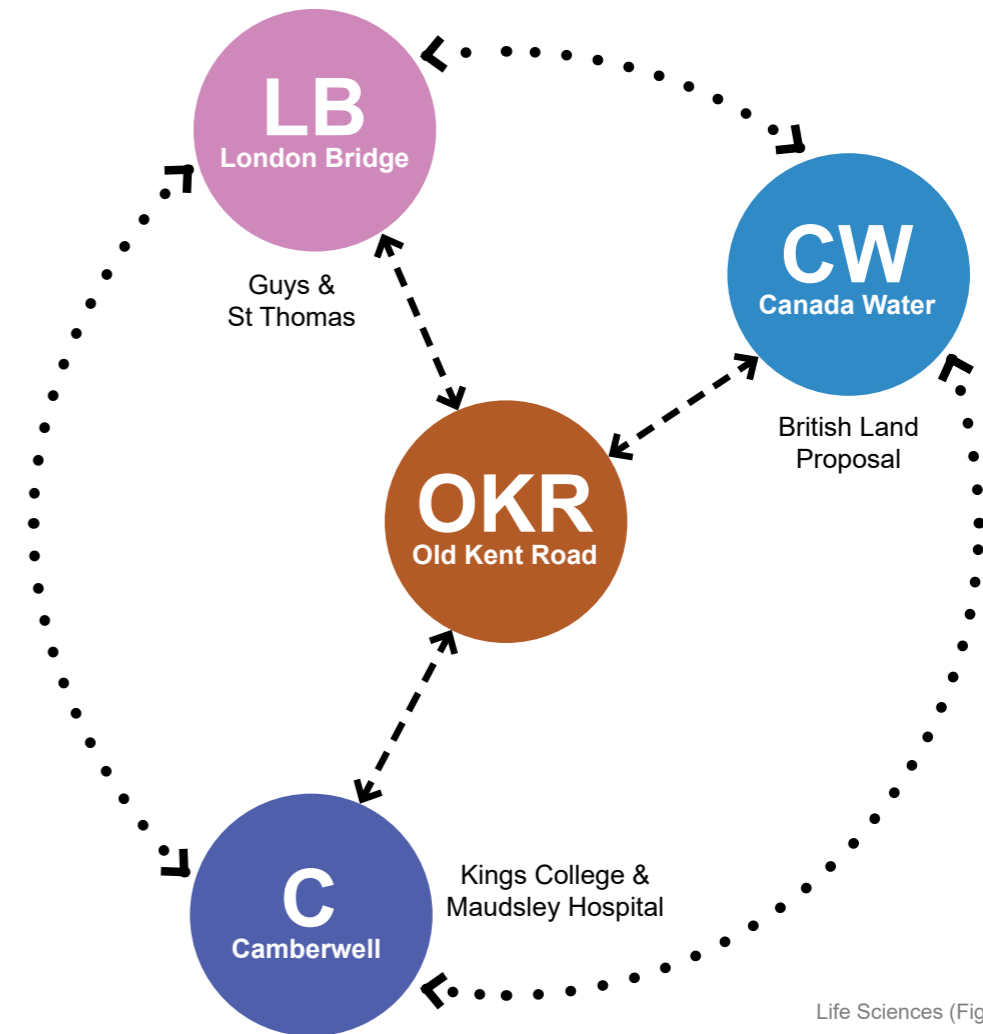 LB
London Bridge
Guys &
St Thomas
CW
Canada Water
British Land
Proposal
OKR
Old Kent Road
C
Camberwell
Kings College &
Maudsley Hospital
Life Sciences (Fig